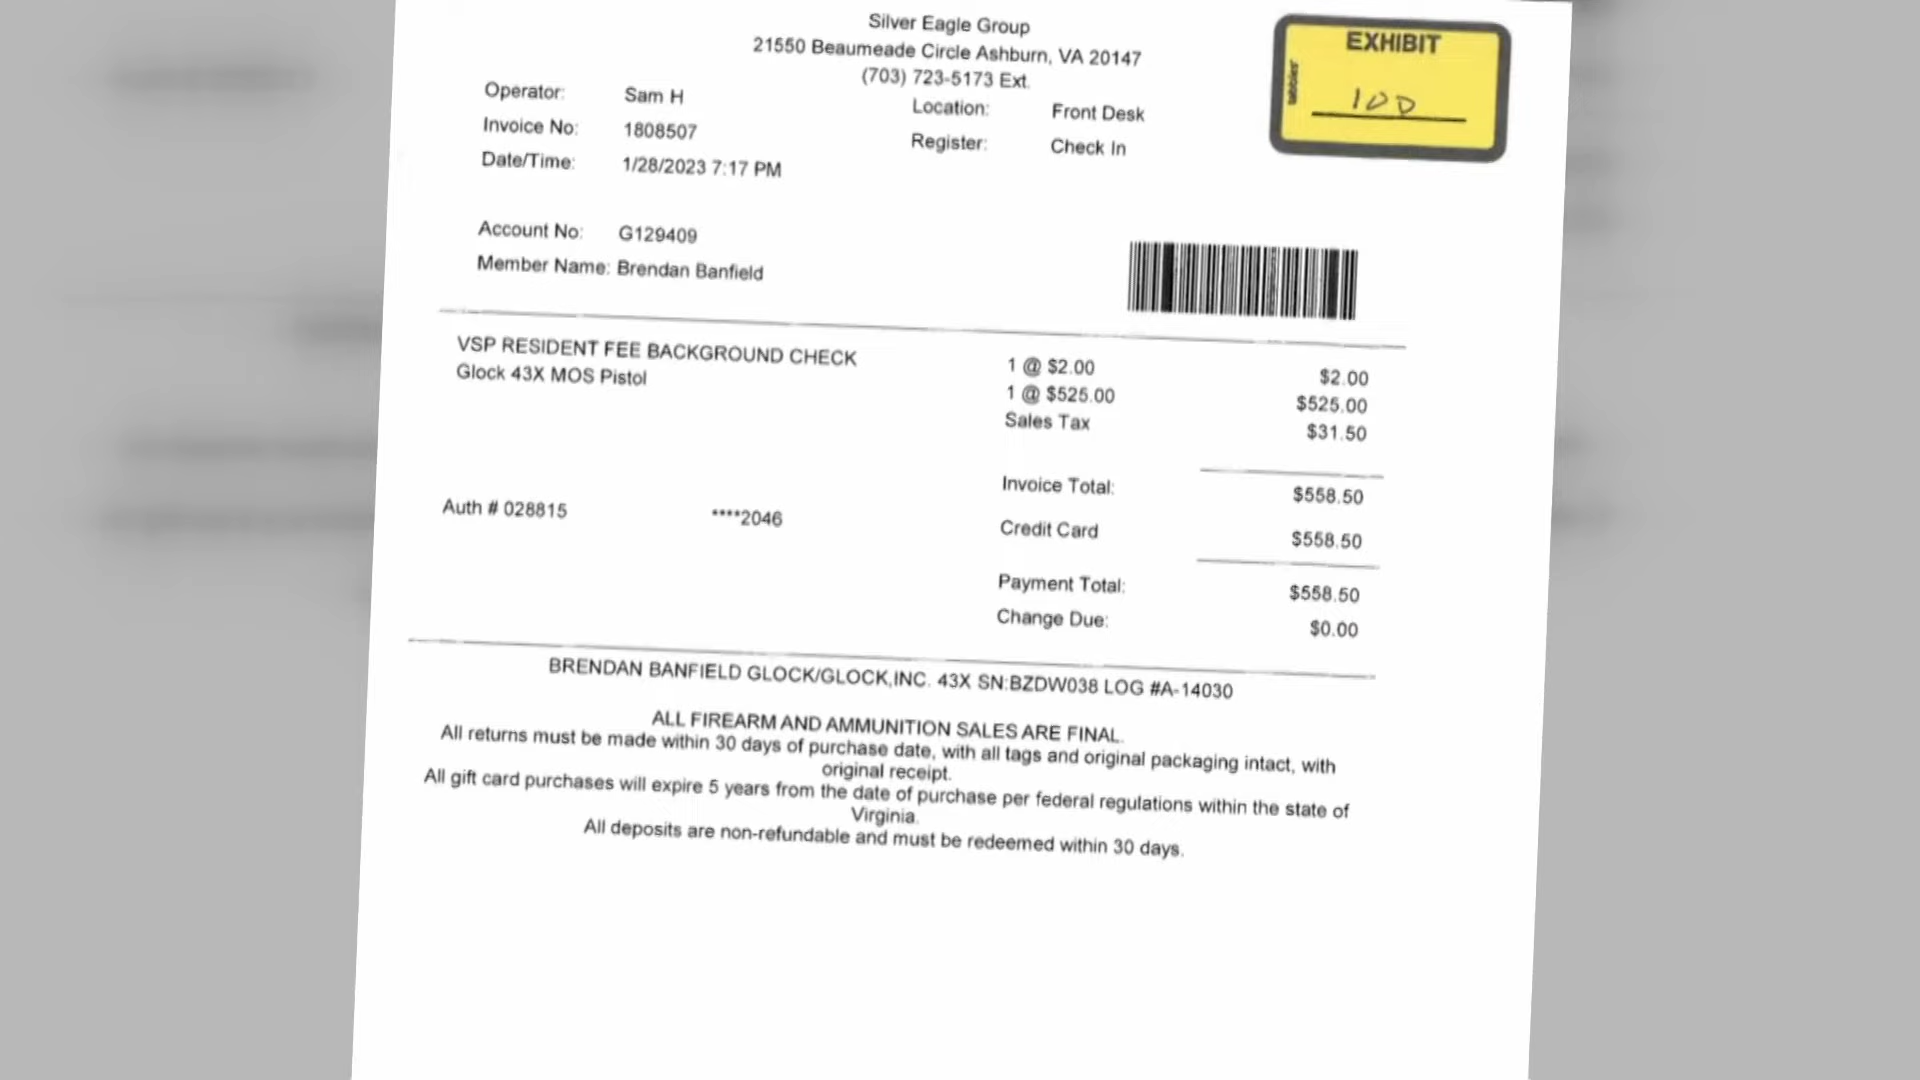 Silver Eagle Group
21550 Beaumeade Circle Ashburn, VA 20147
(703) 723-5173 Ext.
EXHIBIT
tabbies'
10D
Operator: Sam H Location: Front Desk
Invoice No: 1808507 Register: Check In
Date/Time: 1/28/2023 7:17 PM
Account No: G129409
Member Name: Brendan Banfield
VSP RESIDENT FEE BACKGROUND CHECK 1 @ $2.00 $2.00
Glock 43X MOS Pistol 1 @ $525.00 $525.00
Sales Tax $31.50
Invoice Total: $558.50
Auth # 028815 ****2046 Credit Card $558.50
Payment Total: $558.50
Change Due: $0.00
BRENDAN BANFIELD GLOCK/GLOCK,INC. 43X SN:BZDW038 LOG #A-14030
ALL FIREARM AND AMMUNITION SALES ARE FINAL.
All returns must be made within 30 days of purchase date, with all tags and original packaging intact, with
original receipt.
All gift card purchases will expire 5 years from the date of purchase per federal regulations within the state of
Virginia.
All deposits are non-refundable and must be redeemed within 30 days.